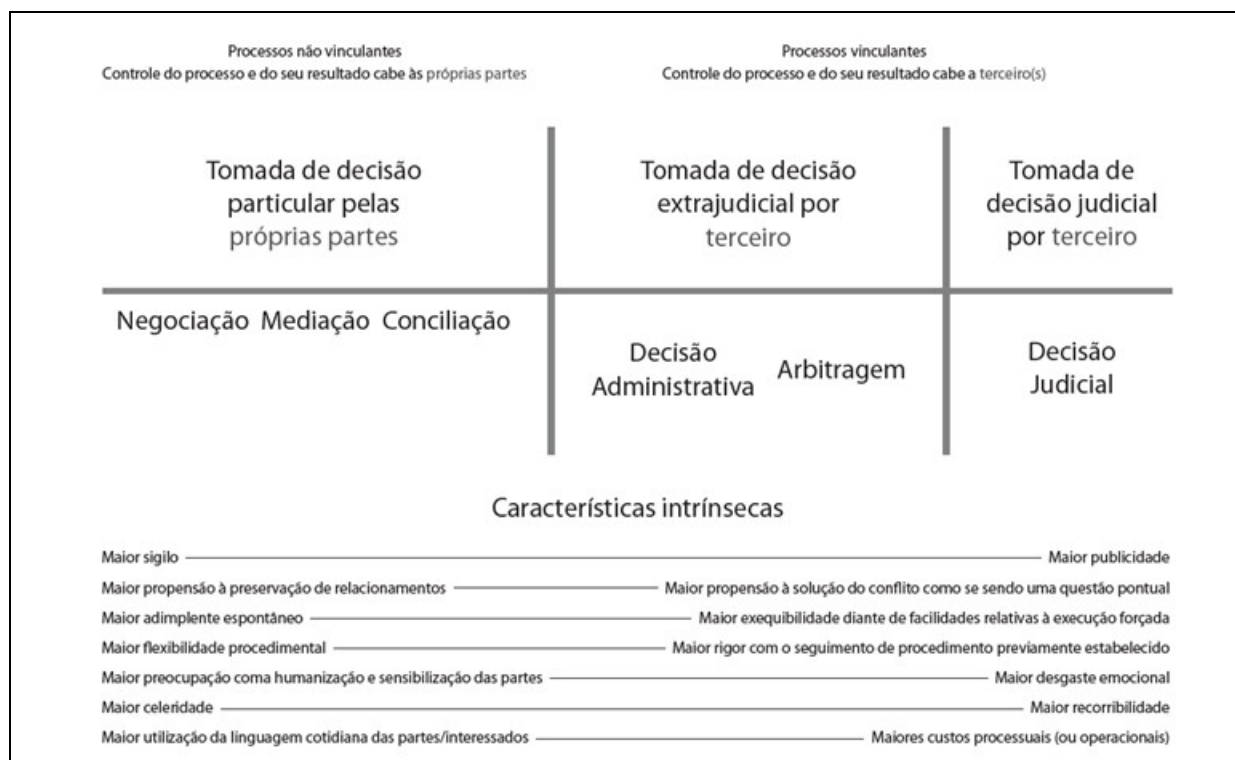 Processos não vinculantes
Controle do processo e do seu resultado cabe às próprias partes
Processos vinculantes
Controle do processo e do seu resultado cabe a terceiro(s)
Tomada de decisão
particular pelas
próprias partes
Tomada de decisão
extrajudicial por
terceiro
Tomada de
decisão judicial
por terceiro
Negociação Mediação Conciliação
Decisão
Administrativa
Arbitragem
Decisão
Judicial
Características intrínsecas
Maior sigilo Maior publicidade
Maior propensão à preservação de relacionamentos Maior propensão à solução do conflito como se sendo uma questão pontual
Maior adimplente espontâneo Maior exequibilidade diante de facilidades relativas à execução forçada
Maior flexibilidade procedimental Maior rigor com o seguimento de procedimento previamente estabelecido
Maior preocupação coma humanização e sensibilização das partes Maior desgaste emocional
Maior celeridade Maior recorribilidade
Maior utilização da linguagem cotidiana das partes/interessados Maiores custos processuais (ou operacionais)